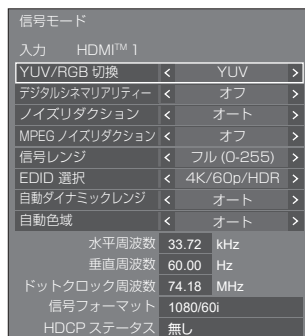 信号モード
入力 HDMI™ 1
YUV/RGB 切換 < YUV >
デジタルシネマリアリティー < オフ >
ノイズリダクション < オート >
MPEG ノイズリダクション < オフ >
信号レンジ < フル (0-255) >
EDID 選択 < 4K/60p/HDR >
自動ダイナミックレンジ < オート >
自動色域 < オート >
水平周波数 33.72 kHz
垂直周波数 60.00 Hz
ドットクロック周波数 74.18 MHz
信号フォーマット 1080/60i
HDCP ステータス 無し